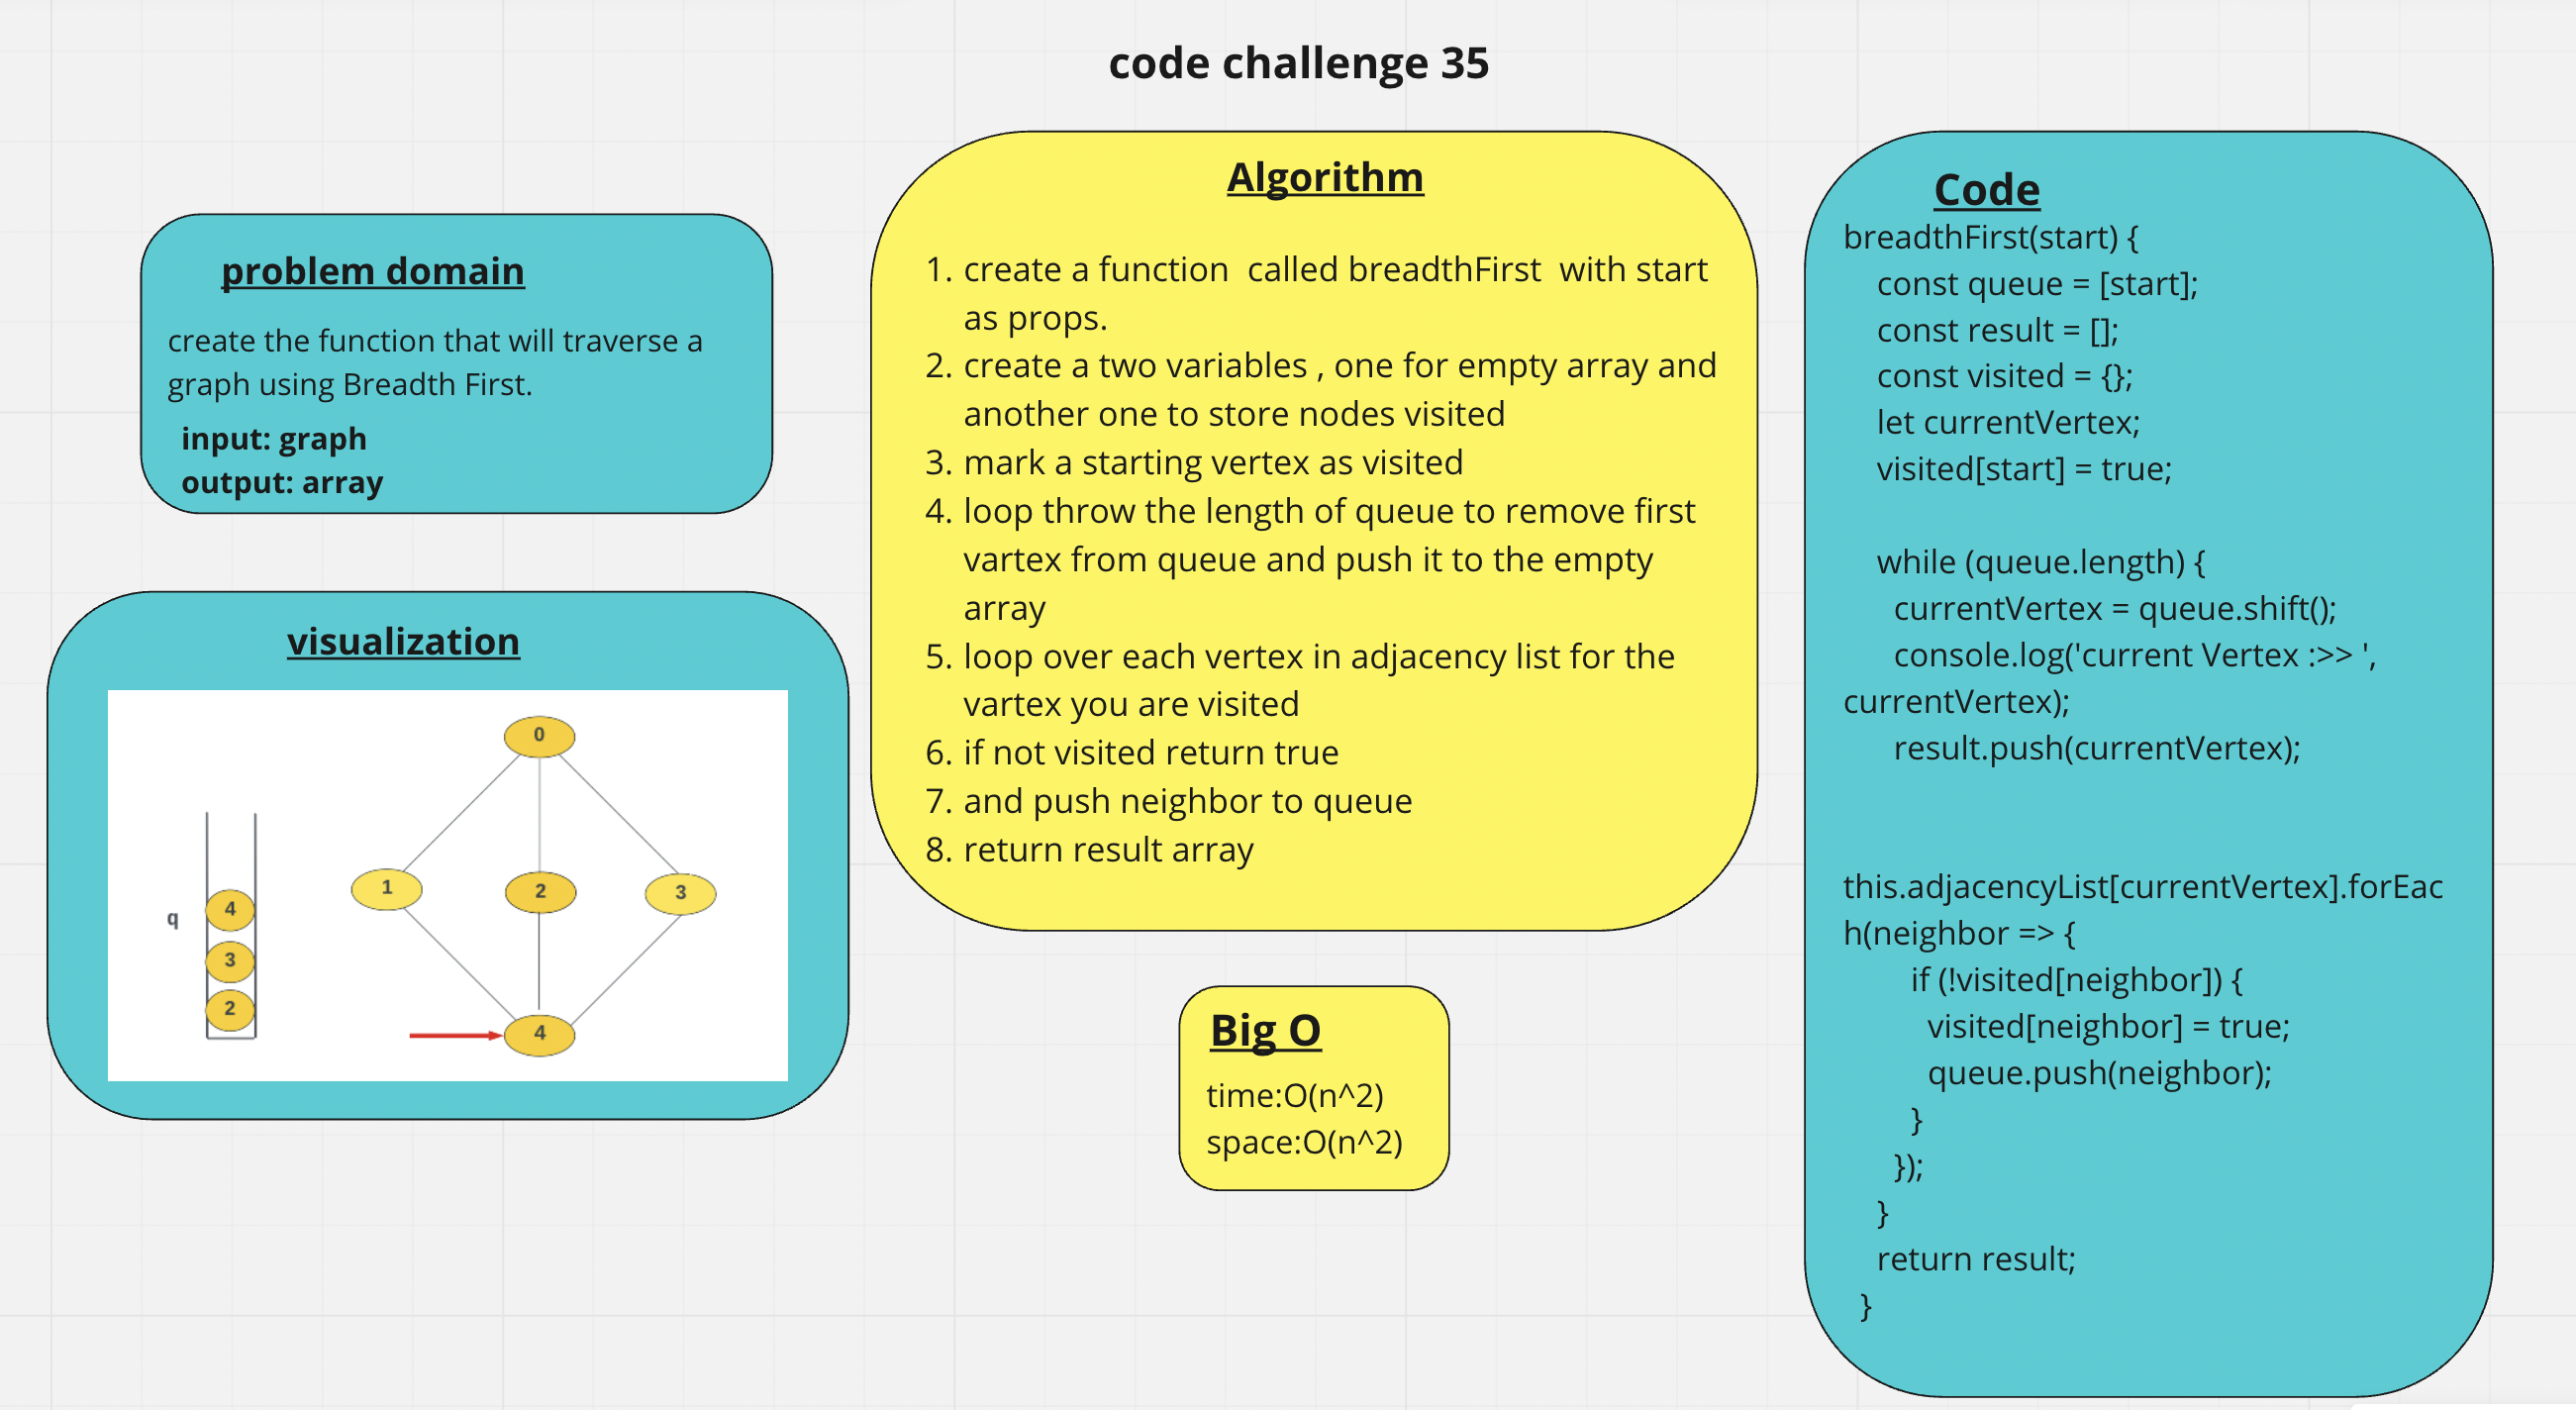 code challenge 35
problem domain
create the function that will traverse a
graph using Breadth First.
input: graph
output: array
visualization
0
1
2
3
4
q
4
3
2
Algorithm
1. create a function  called breadthFirst  with start
as props.
2. create a two variables , one for empty array and
another one to store nodes visited
3. mark a starting vertex as visited
4. loop throw the length of queue to remove first
vartex from queue and push it to the empty
array
5. loop over each vertex in adjacency list for the
vartex you are visited
6. if not visited return true
7. and push neighbor to queue
8. return result array
Big O
time:O(n^2)
space:O(n^2)
Code
breadthFirst(start) {
const queue = [start];
const result = [];
const visited = {};
let currentVertex;
visited[start] = true;
while (queue.length) {
currentVertex = queue.shift();
console.log('current Vertex :>> ',
currentVertex);
result.push(currentVertex);
this.adjacencyList[currentVertex].forEac
h(neighbor => {
if (!visited[neighbor]) {
visited[neighbor] = true;
queue.push(neighbor);
}
});
}
return result;
}